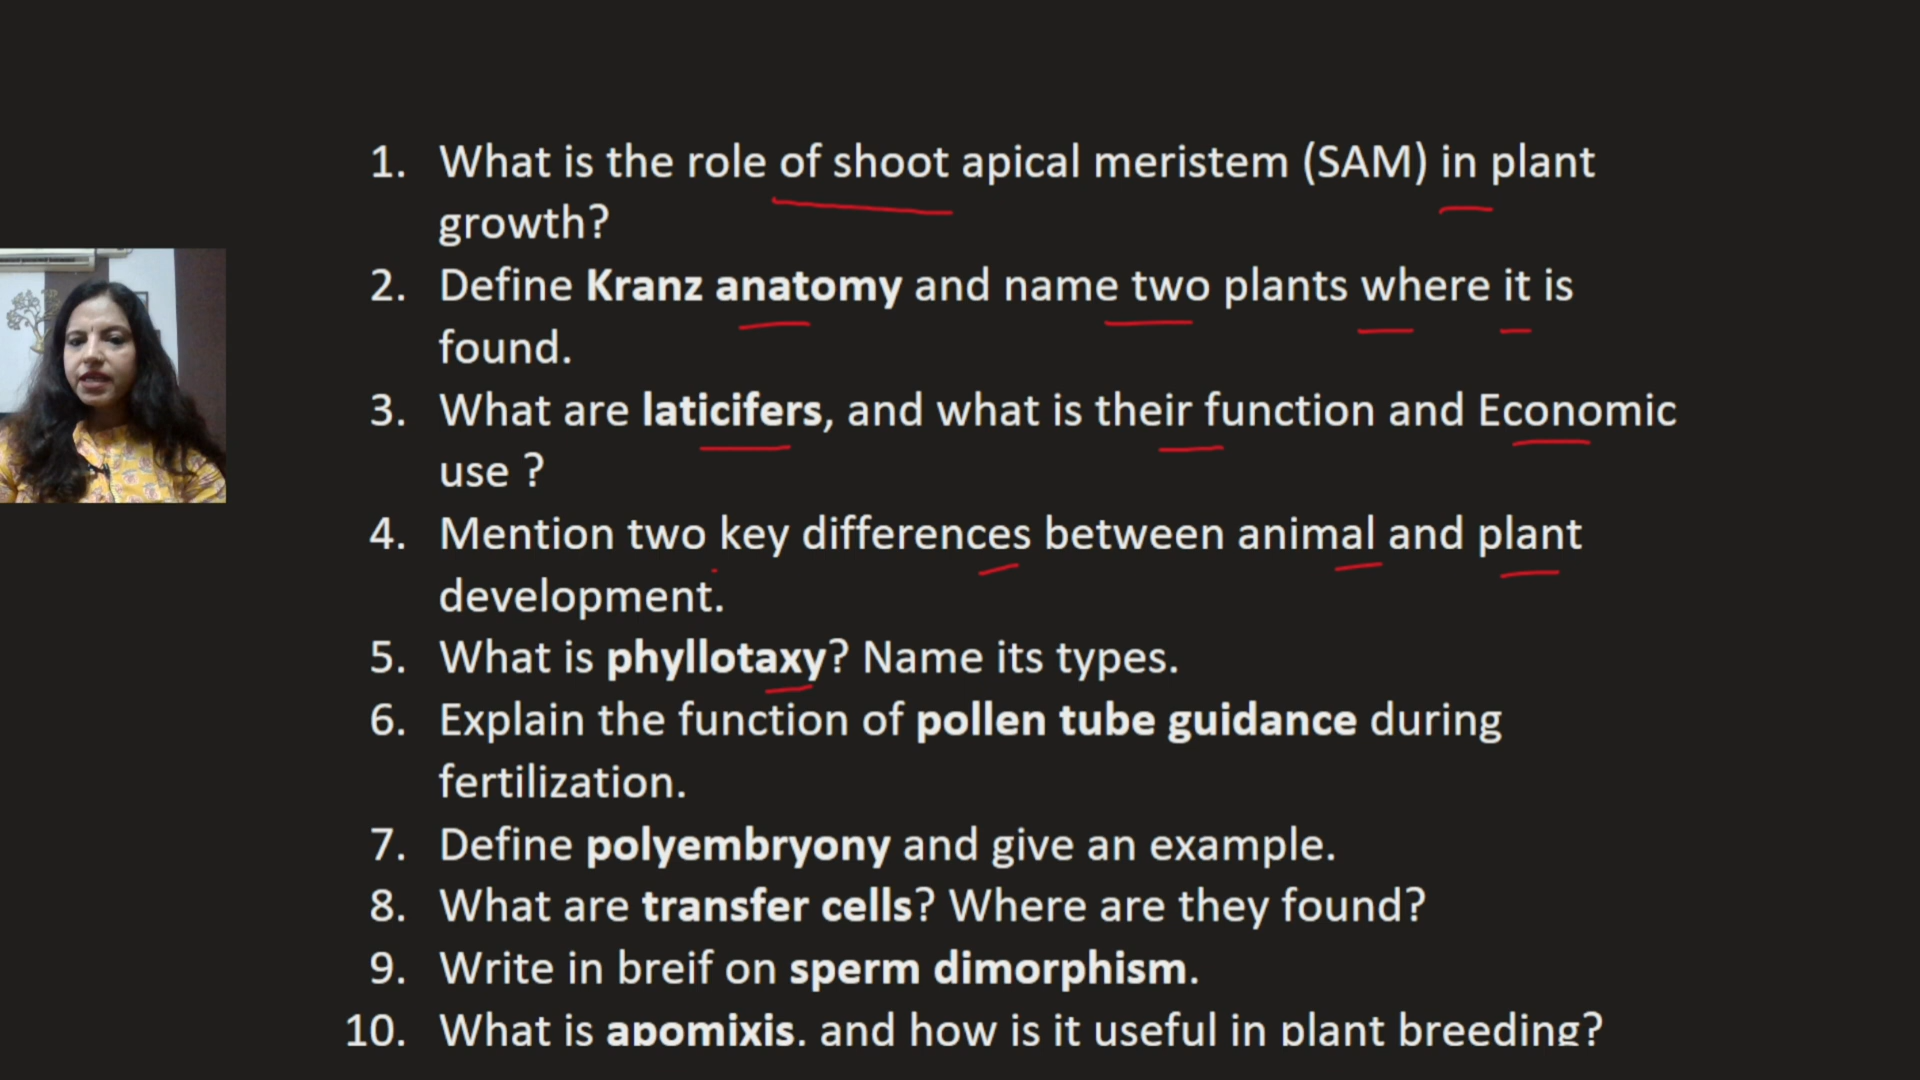 1. What is the role of shoot apical meristem (SAM) in plant
growth?
2. Define Kranz anatomy and name two plants where it is
found.
3. What are laticifers, and what is their function and Economic
use ?
4. Mention two key differences between animal and plant
development.
5. What is phyllotaxy? Name its types.
6. Explain the function of pollen tube guidance during
fertilization.
7. Define polyembryony and give an example.
8. What are transfer cells? Where are they found?
9. Write in breif on sperm dimorphism.
10. What is apomixis, and how is it useful in plant breeding?